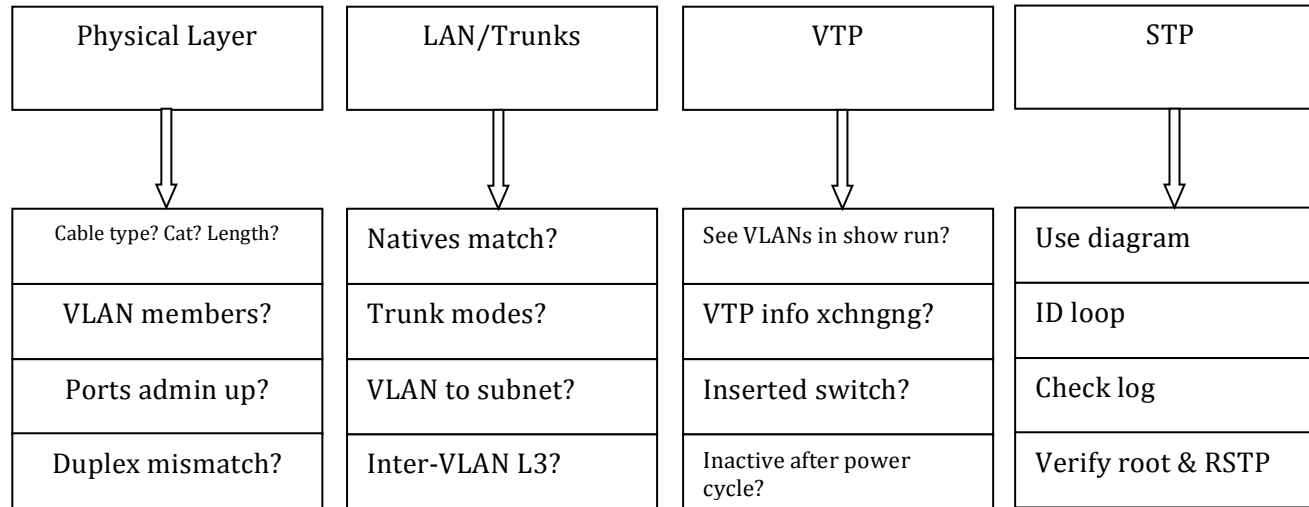 Physical Layer
LAN/Trunks
VTP
STP
Cable type? Cat? Length?
Natives match?
See VLANs in show run?
Use diagram
VLAN members?
Trunk modes?
VTP info xchngng?
ID loop
Ports admin up?
VLAN to subnet?
Inserted switch?
Check log
Duplex mismatch?
Inter-VLAN L3?
Inactive after power
cycle?
Verify root & RSTP